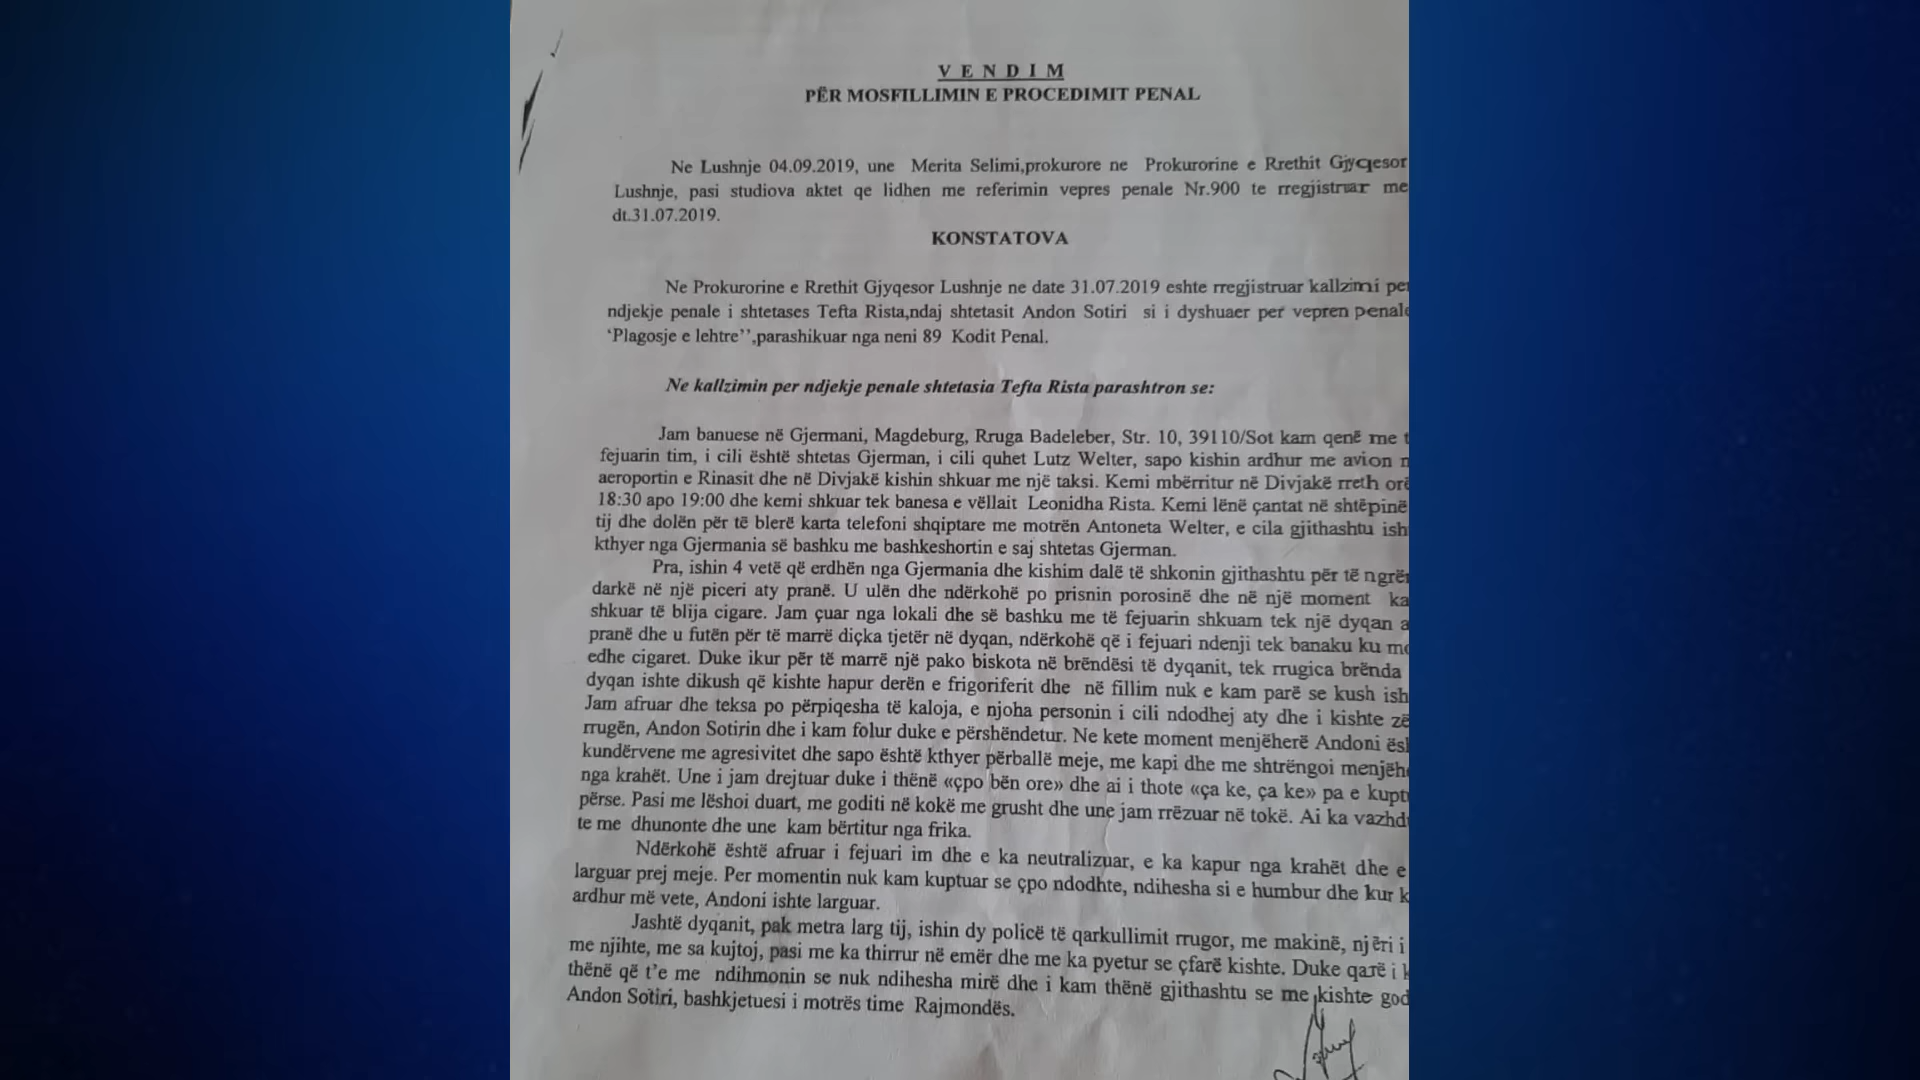 V E N D I M
PËR MOSFILLIMIN E PROCEDIMIT PENAL
Ne Lushnje 04.09.2019, une Merita Selimi,prokurore ne Prokurorine e Rrethit Gjyqesor
Lushnje, pasi studiova aktet qe lidhen me referimin vepres penale Nr.900 te rregjistruar me
dt.31.07.2019.
KONSTATOVA
Ne Prokurorine e Rrethit Gjyqesor Lushnje ne date 31.07.2019 eshte rregjistruar kallzimi per
ndjekje penale i shtetases Tefta Rista,ndaj shtetasit Andon Sotiri si i dyshuaer per vepren penale
‘Plagosje e lehtre’’,parashikuar nga neni 89 Kodit Penal.
Ne kallzimin per ndjekje penale shtetasia Tefta Rista parashtron se:
Jam banuese në Gjermani, Magdeburg, Rruga Badeleber, Str. 10, 39110/Sot kam qenë me t
fejuarin tim, i cili është shtetas Gjerman, i cili quhet Lutz Welter, sapo kishin ardhur me avion n
aeroportin e Rinasit dhe në Divjakë kishin shkuar me një taksi. Kemi mbërritur në Divjakë rreth orë
18:30 apo 19:00 dhe kemi shkuar tek banesa e vëllait Leonidha Rista. Kemi lënë çantat në shtëpinë
tij dhe dolën për të blerë karta telefoni shqiptare me motrën Antoneta Welter, e cila gjithashtu ish
kthyer nga Gjermania së bashku me bashkeshortin e saj shtetas Gjerman.
Pra, ishin 4 vetë që erdhën nga Gjermania dhe kishim dalë të shkonin gjithashtu për të ngrën
darkë në një piceri aty pranë. U ulën dhe ndërkohë po prisnin porosinë dhe në një moment ka
shkuar të blija cigare. Jam çuar nga lokali dhe së bashku me të fejuarin shkuam tek një dyqan a
pranë dhe u futën për të marrë diçka tjetër në dyqan, ndërkohë që i fejuari ndenji tek banaku ku mo
edhe cigaret. Duke ikur për të marrë një pako biskota në brëndësi të dyqanit, tek rrugica brënda
dyqan ishte dikush që kishte hapur derën e frigoriferit dhe në fillim nuk e kam parë se kush ish
Jam afruar dhe teksa po përpiqesha të kaloja, e njoha personin i cili ndodhej aty dhe i kishte zë
rrugën, Andon Sotirin dhe i kam folur duke e përshëndetur. Ne kete moment menjëherë Andoni ësh
kundërvene me agresivitet dhe sapo është kthyer përballë meje, me kapi dhe me shtrëngoi menjëhe
nga krahët. Une i jam drejtuar duke i thënë «çpo bën ore» dhe ai i thote «ça ke, ça ke» pa e kuptu
përse. Pasi me lëshoi duart, me goditi në kokë me grusht dhe une jam rrëzuar në tokë. Ai ka vazhdu
te me dhunonte dhe une kam bërtitur nga frika.
Ndërkohë është afruar i fejuari im dhe e ka neutralizuar, e ka kapur nga krahët dhe e
larguar prej meje. Per momentin nuk kam kuptuar se çpo ndodhte, ndihesha si e humbur dhe kur k
ardhur më vete, Andoni ishte larguar.
Jashtë dyqanit, pak metra larg tij, ishin dy policë të qarkullimit rrugor, me makinë, njëri i
me njihte, me sa kujtoj, pasi me ka thirrur në emër dhe me ka pyetur se çfarë kishte. Duke qarë i k
thënë që t’e me ndihmonin se nuk ndihesha mirë dhe i kam thënë gjithashtu se me kishte god
Andon Sotiri, bashkjetuesi i motrës time Rajmondës.